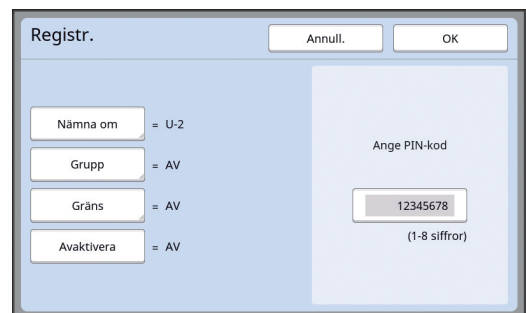 Registr.
Annull.
OK
Nämna om = U-2
Grupp = AV
Gräns = AV
Avaktivera = AV
Ange PIN-kod
12345678
(1-8 siffror)